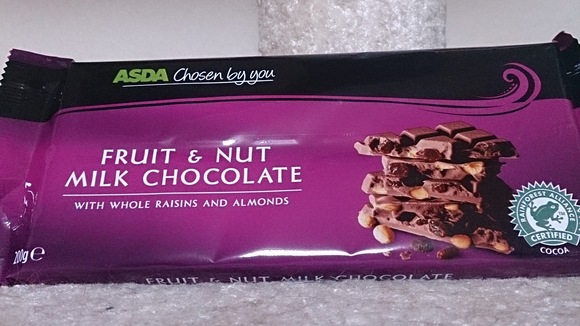 ASDA Chosen by you
FRUIT & NUT
MILK CHOCOLATE
WITH WHOLE RAISINS AND ALMONDS
200g e
RAINFOREST ALLIANCE
CERTIFIED
COCOA
FRUIT & NUT MILK CHOCOLATE